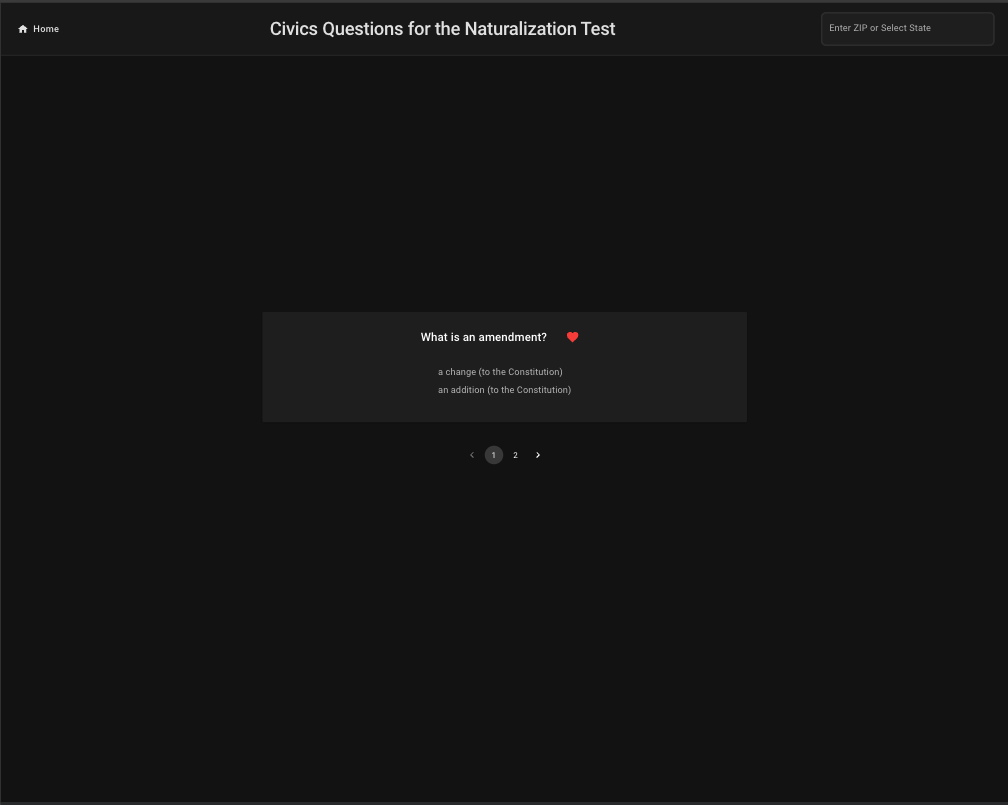 Home
Civics Questions for the Naturalization Test
Enter ZIP or Select State
What is an amendment?
a change (to the Constitution)
an addition (to the Constitution)
1 2